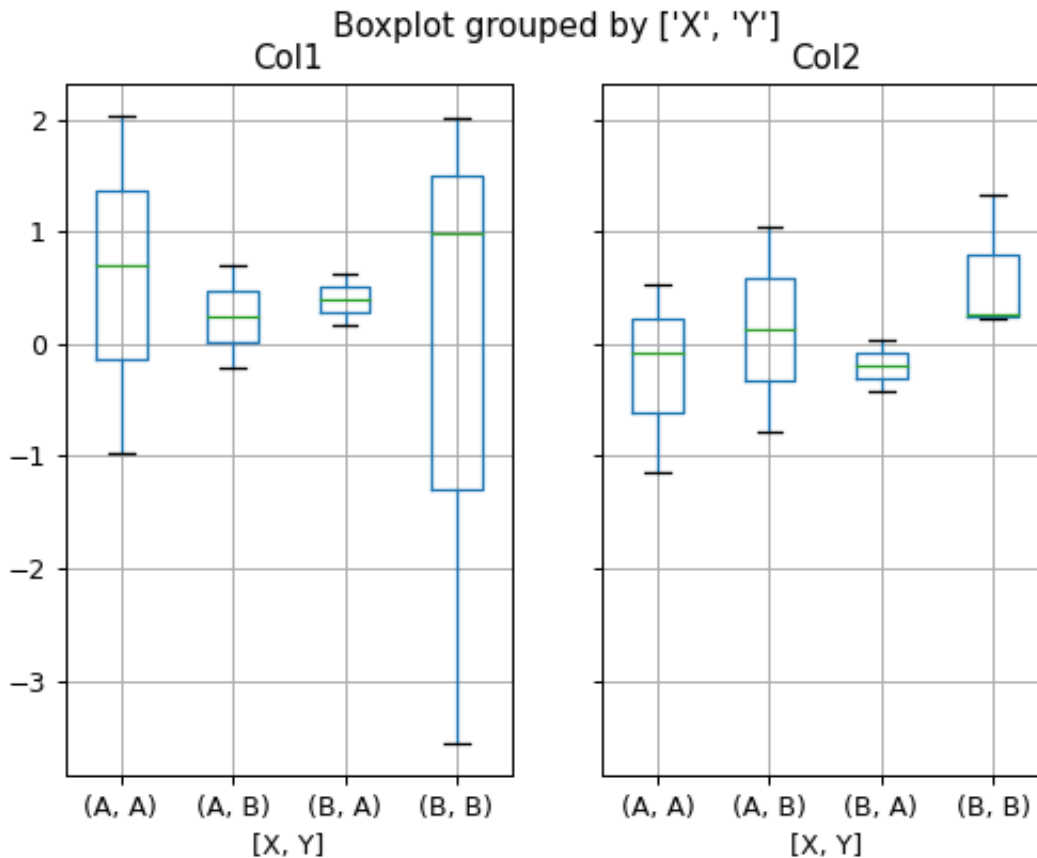 Boxplot grouped by ['X', 'Y']
Col1
Col2
2
1
0
−1
−2
−3
(A, A) (A, B) (B, A) (B, B)
[X, Y]
(A, A) (A, B) (B, A) (B, B)
[X, Y]